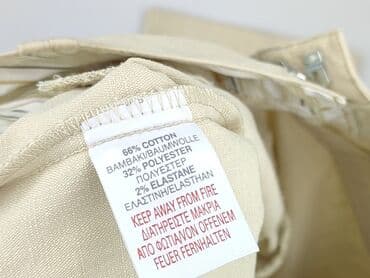 66% COTTON
BAMBAKI/BAUMWOLLE
32% POLYESTER
ΠΟΛΥΕΣΤΕΡ
2% ELASTANE
ΕΛΑΣΤΙΝΗ/ELASTHAN
KEEP AWAY FROM FIRE
ΔΙΑΤΗΡΕΙΤΕ ΜΑΚΡΙΑ
ΑΠΟ ΦΩΤΙΑ/VON OFFENEM
FEUER FERNHALTEN